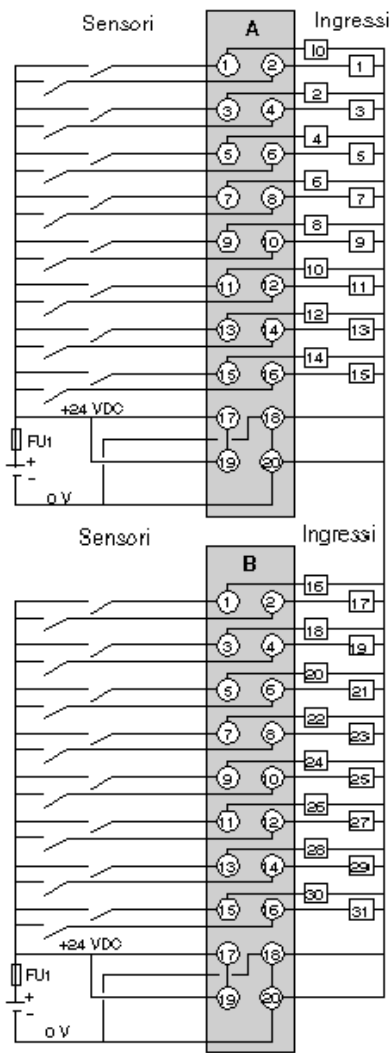 Sensori A Ingressi
I0
1 2 1
2
3 4 3
4
5 6 5
6
7 8 7
8
9 10 9
10
11 12 11
12
13 14 13
14
15 16 15
+24 VDC 17 18
FU1
+ 19 20
-
0 V
Sensori B Ingressi
16
1 2 17
18
3 4 19
20
5 6 21
22
7 8 23
24
9 10 25
26
11 12 27
28
13 14 29
30
15 16 31
+24 VDC 17 18
FU1
+ 19 20
-
0 V